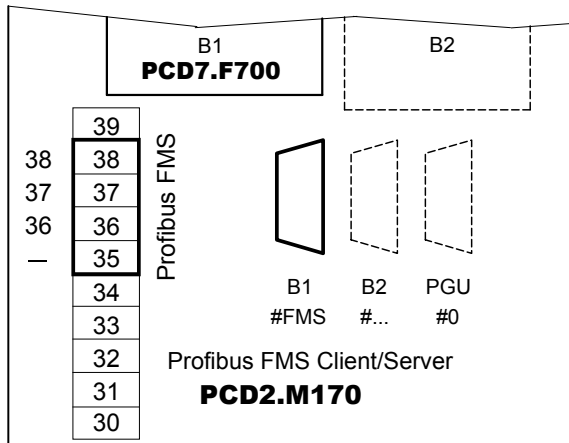 B1
PCD7.F700
B2
39
38 38
37 37
36 36
— 35
34
33
32
31
30
Profibus FMS
B1 B2 PGU
#FMS #... #0
Profibus FMS Client/Server
PCD2.M170